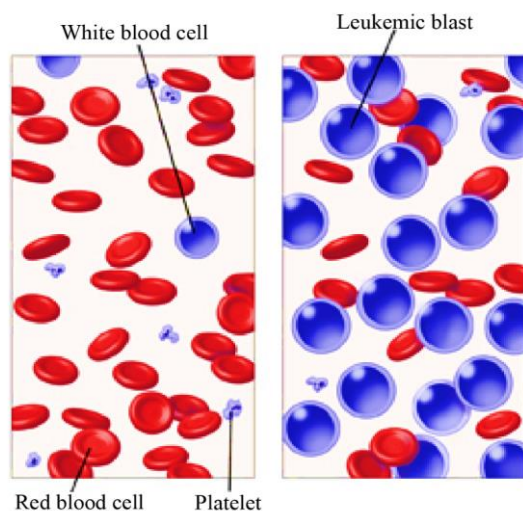 White blood cell
Leukemic blast
Red blood cell
Platelet